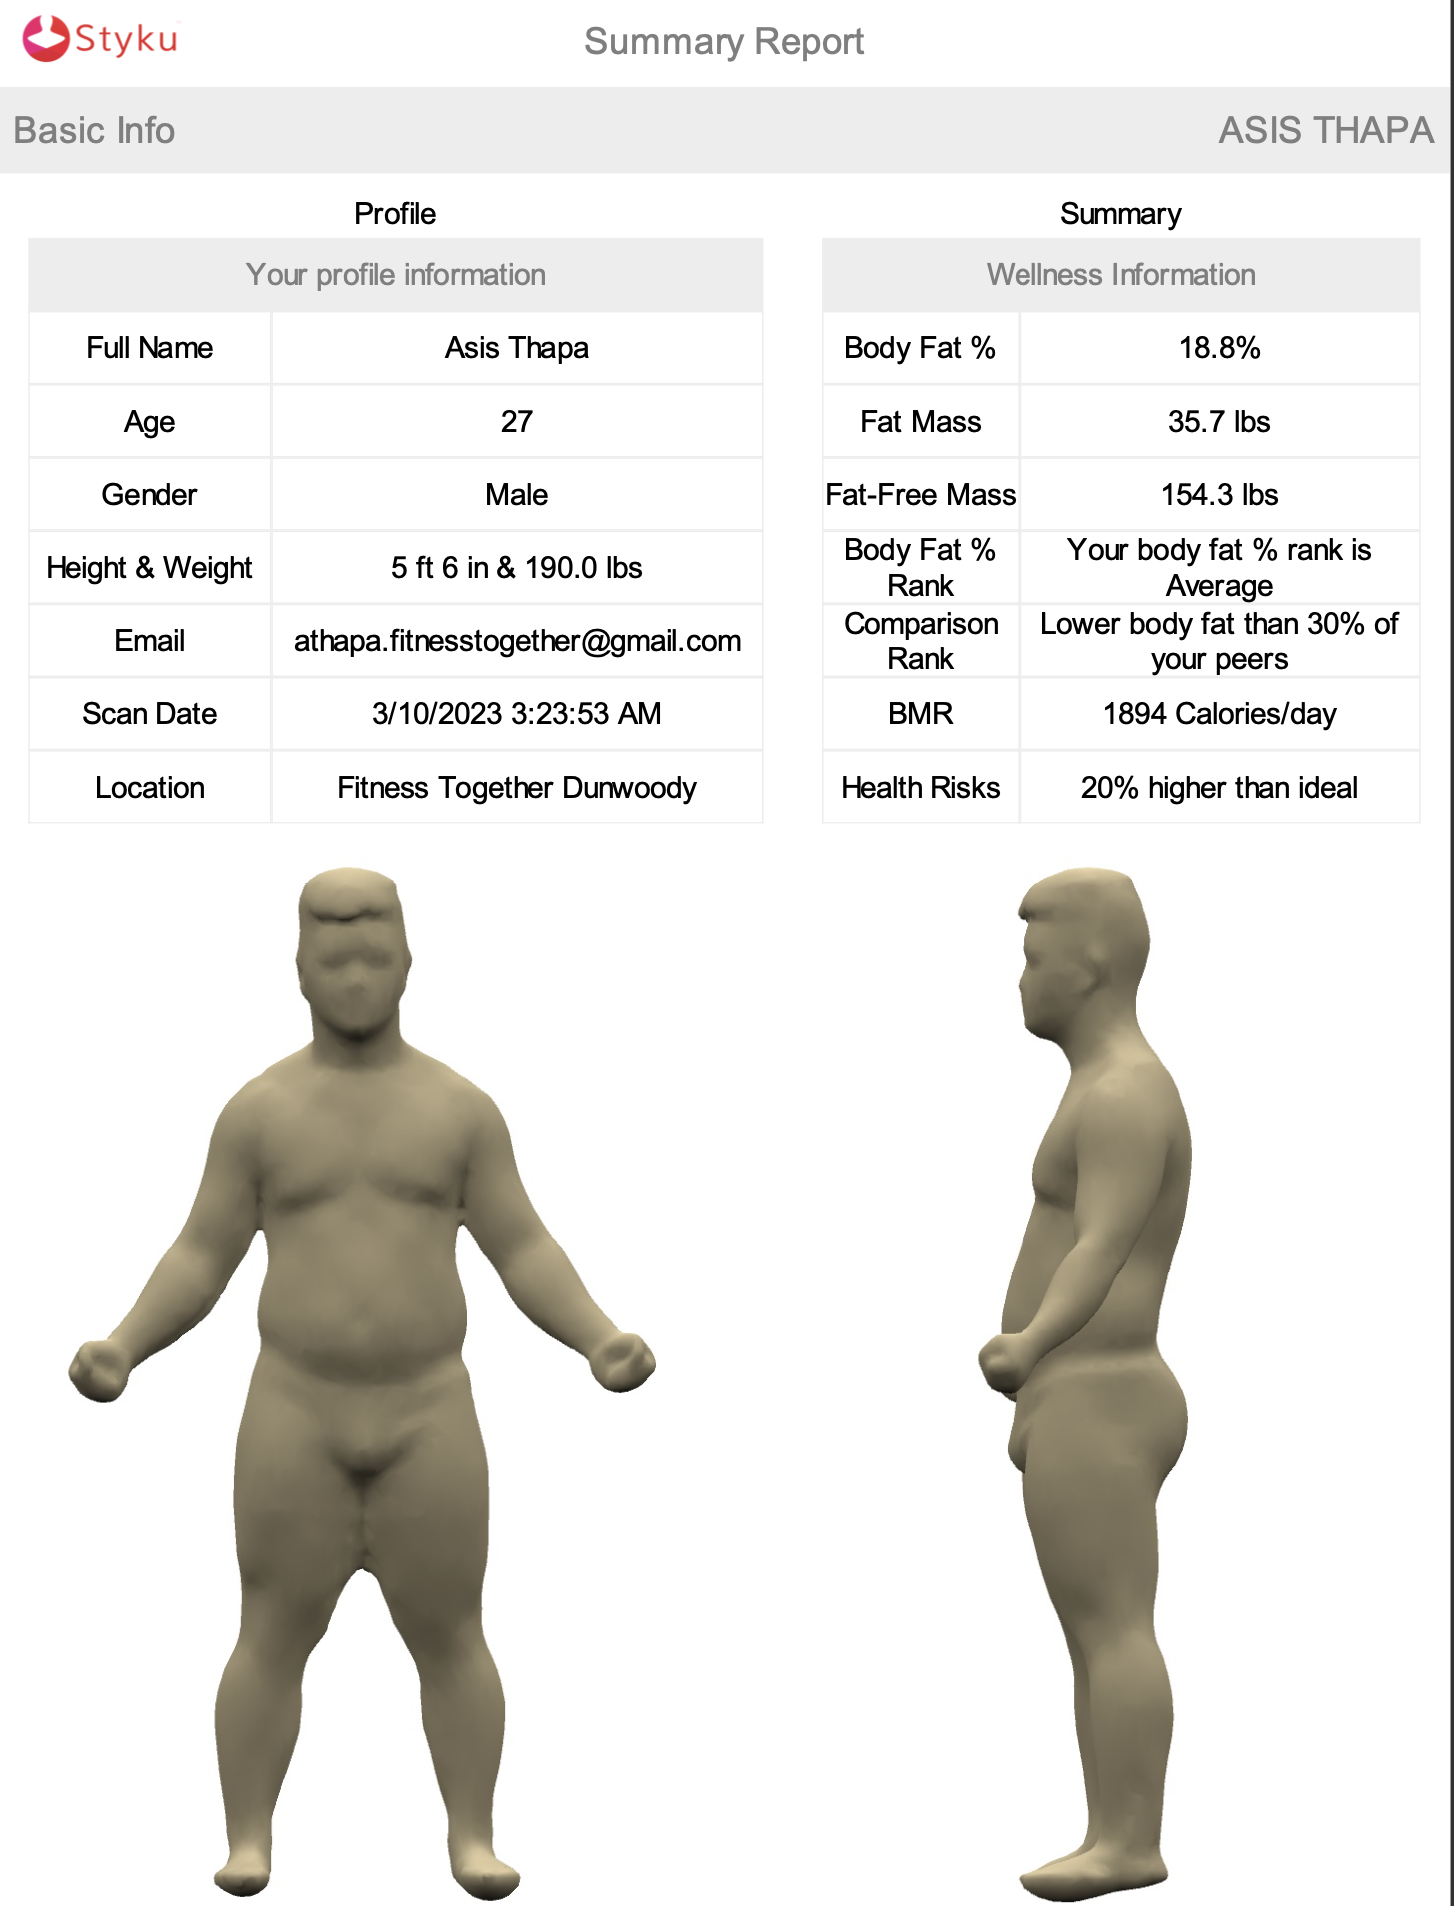 Styku
Summary Report
Basic Info
ASIS THAPA
Profile
Your profile information
Full Name
Asis Thapa
Age
27
Gender
Male
Height & Weight
5 ft 6 in & 190.0 lbs
Email
athapa.fitnesstogether@gmail.com
Scan Date
3/10/2023 3:23:53 AM
Location
Fitness Together Dunwoody
Summary
Wellness Information
Body Fat %
18.8%
Fat Mass
35.7 lbs
Fat-Free Mass
154.3 lbs
Body Fat %
Rank
Your body fat % rank is
Average
Comparison
Rank
Lower body fat than 30% of
your peers
BMR
1894 Calories/day
Health Risks
20% higher than ideal